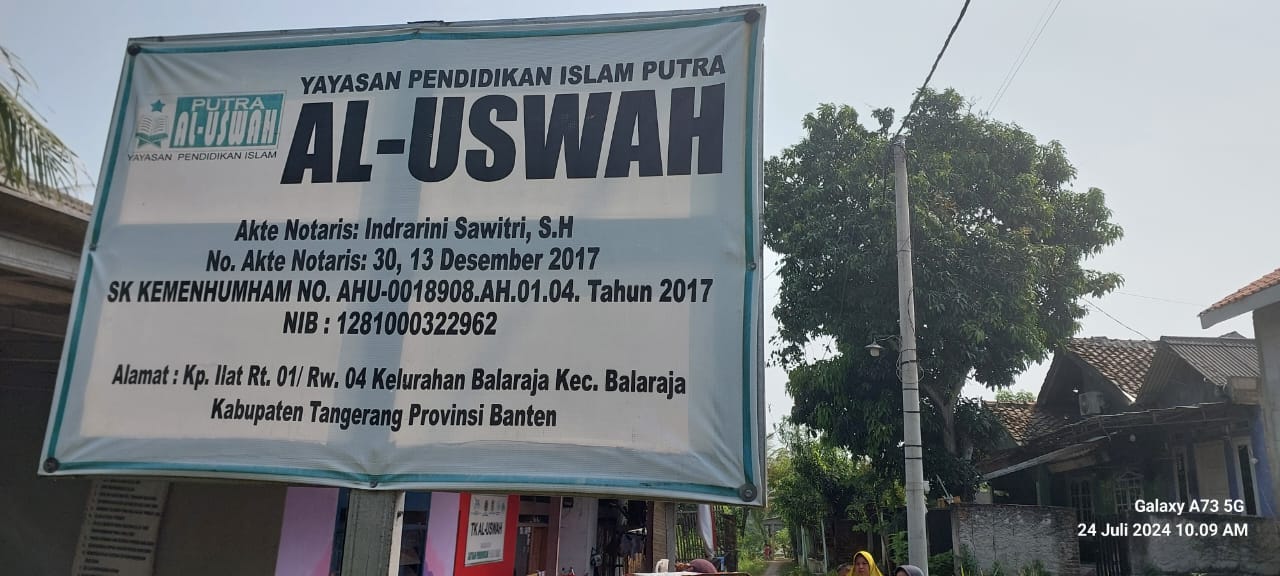 YAYASAN PENDIDIKAN ISLAM PUTRA
AL-USWAH
PUTRA
AL-USWAH
YAYASAN PENDIDIKAN ISLAM
Akte Notaris: Indrarini Sawitri, S.H
No. Akte Notaris: 30, 13 Desember 2017
SK KEMENHUMHAM NO. AHU-0018908.AH.01.04. Tahun 2017
NIB : 1281000322962
Alamat : Kp. Ilat Rt. 01/ Rw. 04 Kelurahan Balaraja Kec. Balaraja
Kabupaten Tangerang Provinsi Banten
TK AL-USWAH
Galaxy A73 5G
24 Juli 2024 10.09 AM